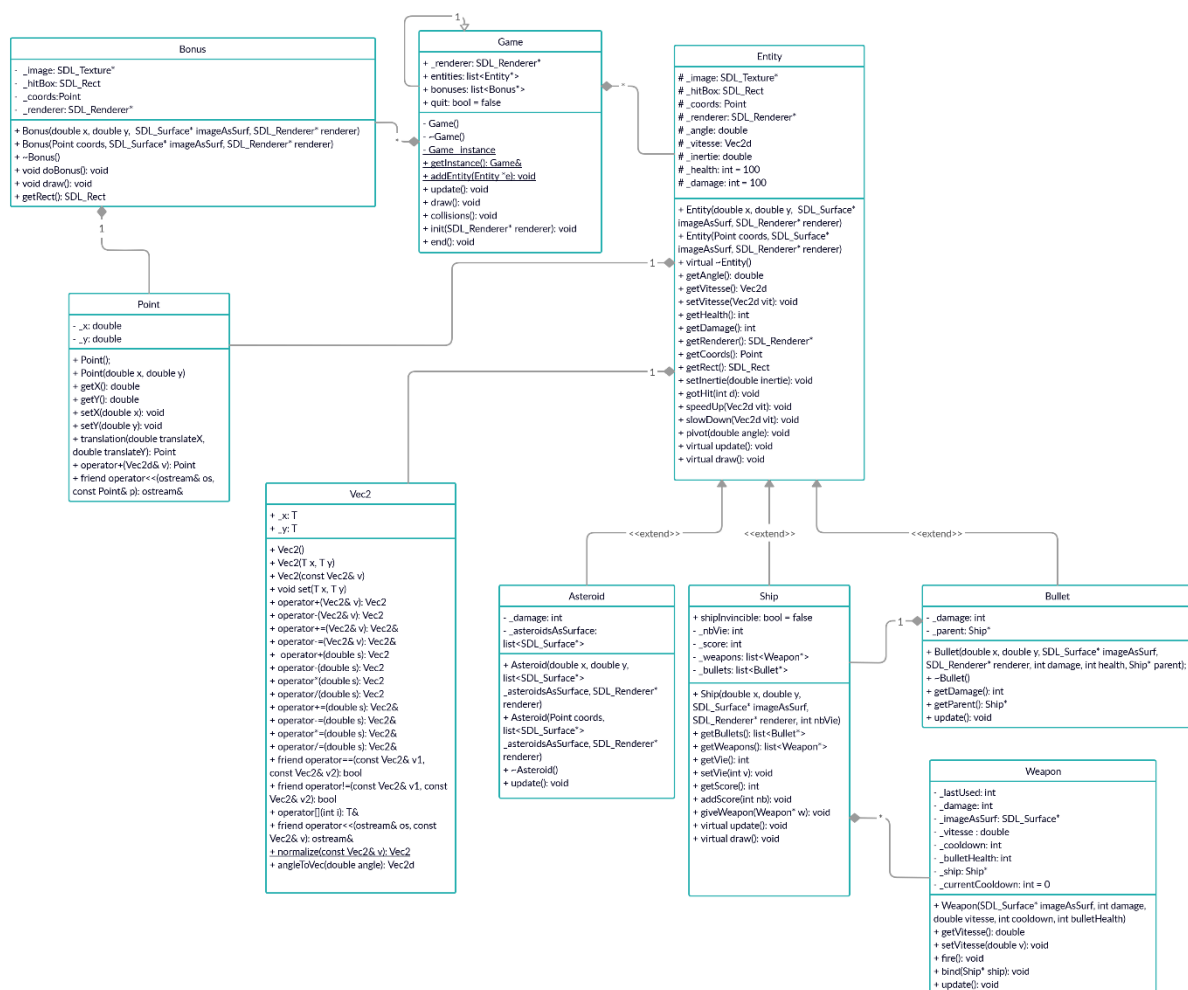 Bonus
- _image: SDL_Texture*
- _hitBox: SDL_Rect
- _coords:Point
- _renderer: SDL_Renderer*
+ Bonus(double x, double y, SDL_Surface* imageAsSurf, SDL_Renderer* renderer)
+ Bonus(Point coords, SDL_Surface* imageAsSurf, SDL_Renderer* renderer)
+ ~Bonus()
+ void doBonus(): void
+ void draw(): void
+ getRect(): SDL_Rect
1
Game
+ _renderer: SDL_Renderer*
+ entities: list<Entity*>
+ bonuses: list<Bonus*>
+ quit: bool = false
- Game()
- ~Game()
- Game _instance
+ getInstance(): Game&
+ addEntity(Entity *e): void
+ update(): void
+ draw(): void
+ collisions(): void
+ init(SDL_Renderer* renderer): void
+ end(): void
1
*
*
Entity
# _image: SDL_Texture*
# _hitBox: SDL_Rect
# _coords: Point
# _renderer: SDL_Renderer*
# _angle: double
# _vitesse: Vec2d
# _inertie: double
# _health: int = 100
# _damage: int = 100
+ Entity(double x, double y, SDL_Surface*
imageAsSurf, SDL_Renderer* renderer)
+ Entity(Point coords, SDL_Surface*
imageAsSurf, SDL_Renderer* renderer)
+ virtual ~Entity()
+ getAngle(): double
+ getVitesse(): Vec2d
+ setVitesse(Vec2d vit): void
+ getHealth(): int
+ getDamage(): int
+ getRenderer(): SDL_Renderer*
+ getCoords(): Point
+ getRect(): SDL_Rect
+ setInertie(double inertie): void
+ gotHit(int d): void
+ speedUp(Vec2d vit): void
+ slowDown(Vec2d vit): void
+ pivot(double angle): void
+ virtual update(): void
+ virtual draw(): void
1
1
Point
- _x: double
- _y: double
+ Point();
+ Point(double x, double y)
+ getX(): double
+ getY(): double
+ setX(double x): void
+ setY(double y): void
+ translation(double translateX,
double translateY): Point
+ operator+(Vec2d& v): Point
+ friend operator<<(ostream& os,
const Point& p): ostream&
Vec2
+ _x: T
+ _y: T
+ Vec2()
+ Vec2(T x, T y)
+ Vec2(const Vec2& v)
+ void set(T x, T y)
+ operator+(Vec2& v): Vec2
+ operator-(Vec2& v): Vec2
+ operator+=(Vec2& v): Vec2&
+ operator-=(Vec2& v): Vec2&
+ operator+(double s): Vec2
+ operator-(double s): Vec2
+ operator*(double s): Vec2
+ operator/(double s): Vec2
+ operator+=(double s): Vec2&
+ operator-=(double s): Vec2&
+ operator*=(double s): Vec2&
+ operator/=(double s): Vec2&
+ friend operator==(const Vec2& v1,
const Vec2& v2): bool
+ friend operator!=(const Vec2& v1, const
Vec2& v2): bool
+ operator[](int i): T&
+ friend operator<<(ostream& os, const
Vec2& v): ostream&
+ normalize(const Vec2& v): Vec2
+ angleToVec(double angle): Vec2d
<<extend>>
<<extend>>
<<extend>>
Asteroid
- _damage: int
- _asteroidsAsSurface:
list<SDL_Surface*>
+ Asteroid(double x, double y,
list<SDL_Surface*>
_asteroidsAsSurface, SDL_Renderer*
renderer)
+ Asteroid(Point coords,
list<SDL_Surface*>
_asteroidsAsSurface, SDL_Renderer*
renderer)
+ ~Asteroid()
+ update(): void
Ship
+ shipInvincible: bool = false
- _nbVie: int
- _score: int
- _weapons: list<Weapon*>
- _bullets: list<Bullet*>
+ Ship(double x, double y,
SDL_Surface* imageAsSurf,
SDL_Renderer* renderer, int nbVie)
+ getBullets(): list<Bullet*>
+ getWeapons(): list<Weapon*>
+ getVie(): int
+ setVie(int v): void
+ getScore(): int
+ addScore(int nb): void
+ giveWeapon(Weapon* w): void
+ virtual update(): void
+ virtual draw(): void
1
*
Bullet
- _damage: int
- _parent: Ship*
+ Bullet(double x, double y, SDL_Surface* imageAsSurf,
SDL_Renderer* renderer, int damage, int health, Ship* parent);
+ ~Bullet()
+ getDamage(): int
+ getParent(): Ship*
+ update(): void
Weapon
- _lastUsed: int
- _damage: int
- _imageAsSurf: SDL_Surface*
- _vitesse : double
- _cooldown: int
- _bulletHealth: int
- _ship: Ship*
- _currentCooldown: int = 0
+ Weapon(SDL_Surface* imageAsSurf, int damage,
double vitesse, int cooldown, int bulletHealth)
+ getVitesse(): double
+ setVitesse(double v): void
+ fire(): void
+ bind(Ship* ship): void
+ update(): void